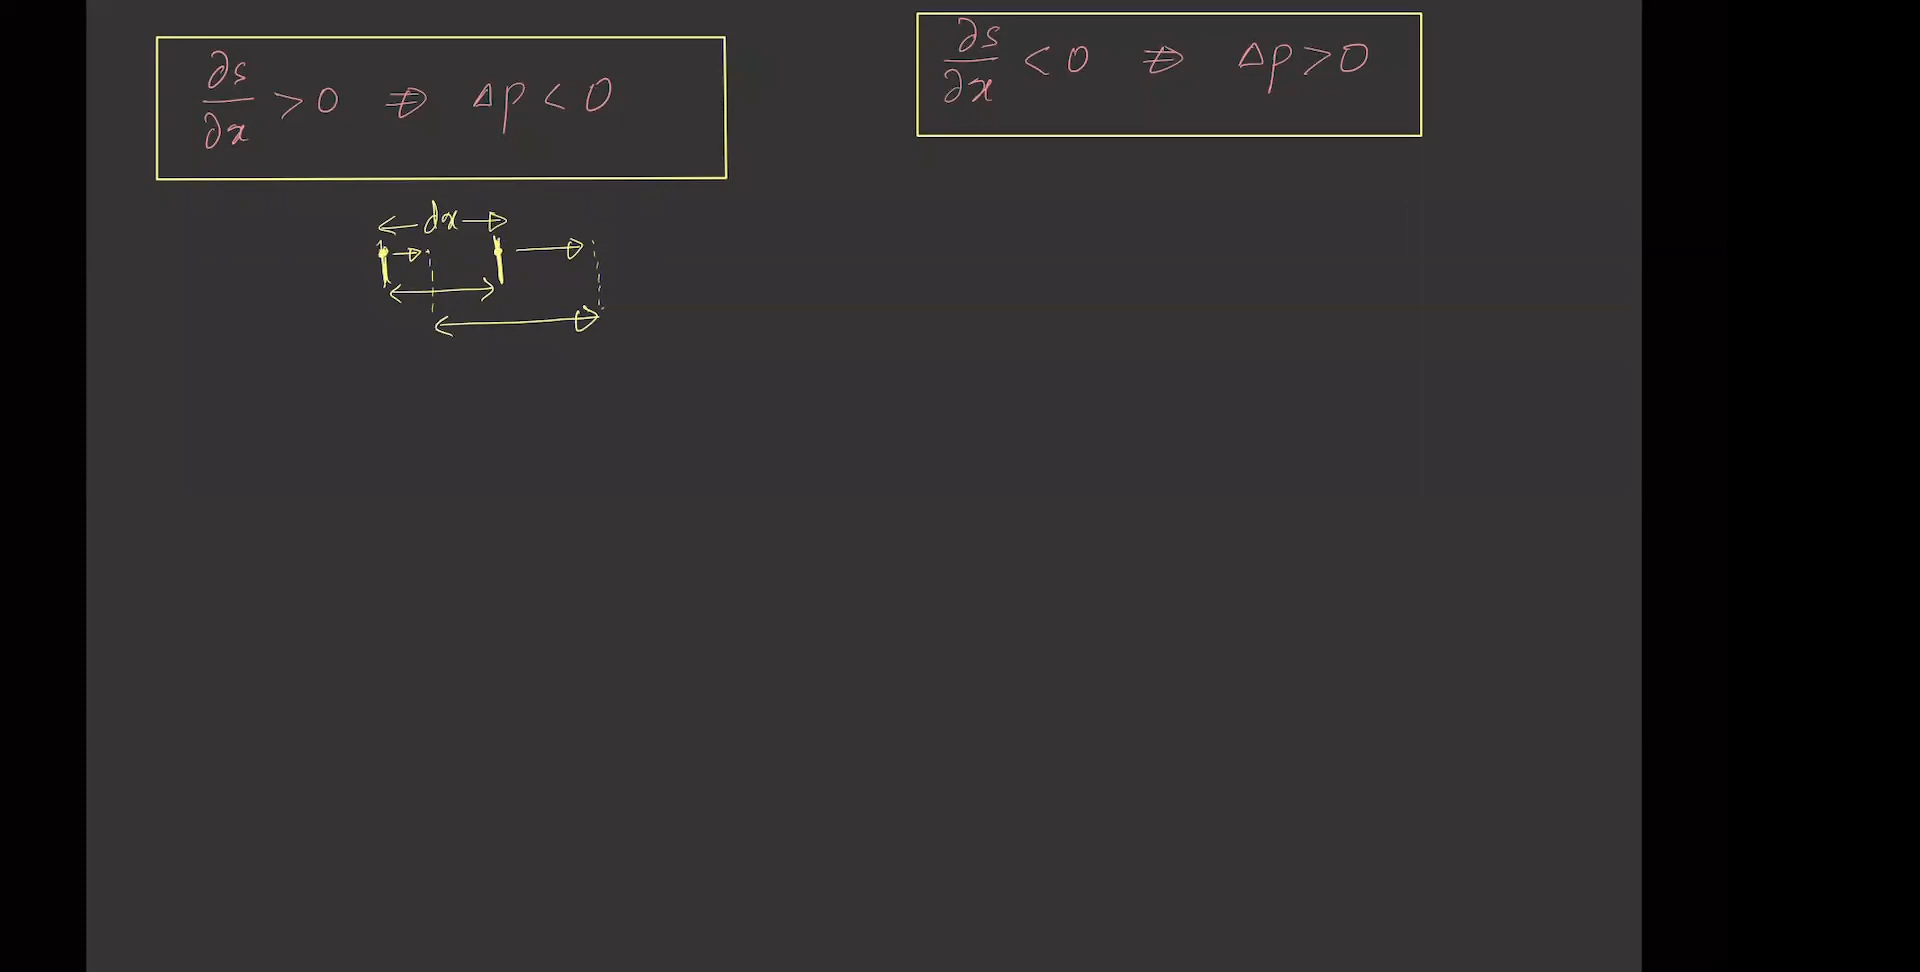 ∂s/∂x > 0 ⇒ Δp < 0
∂s/∂x < 0 ⇒ Δp > 0
dx